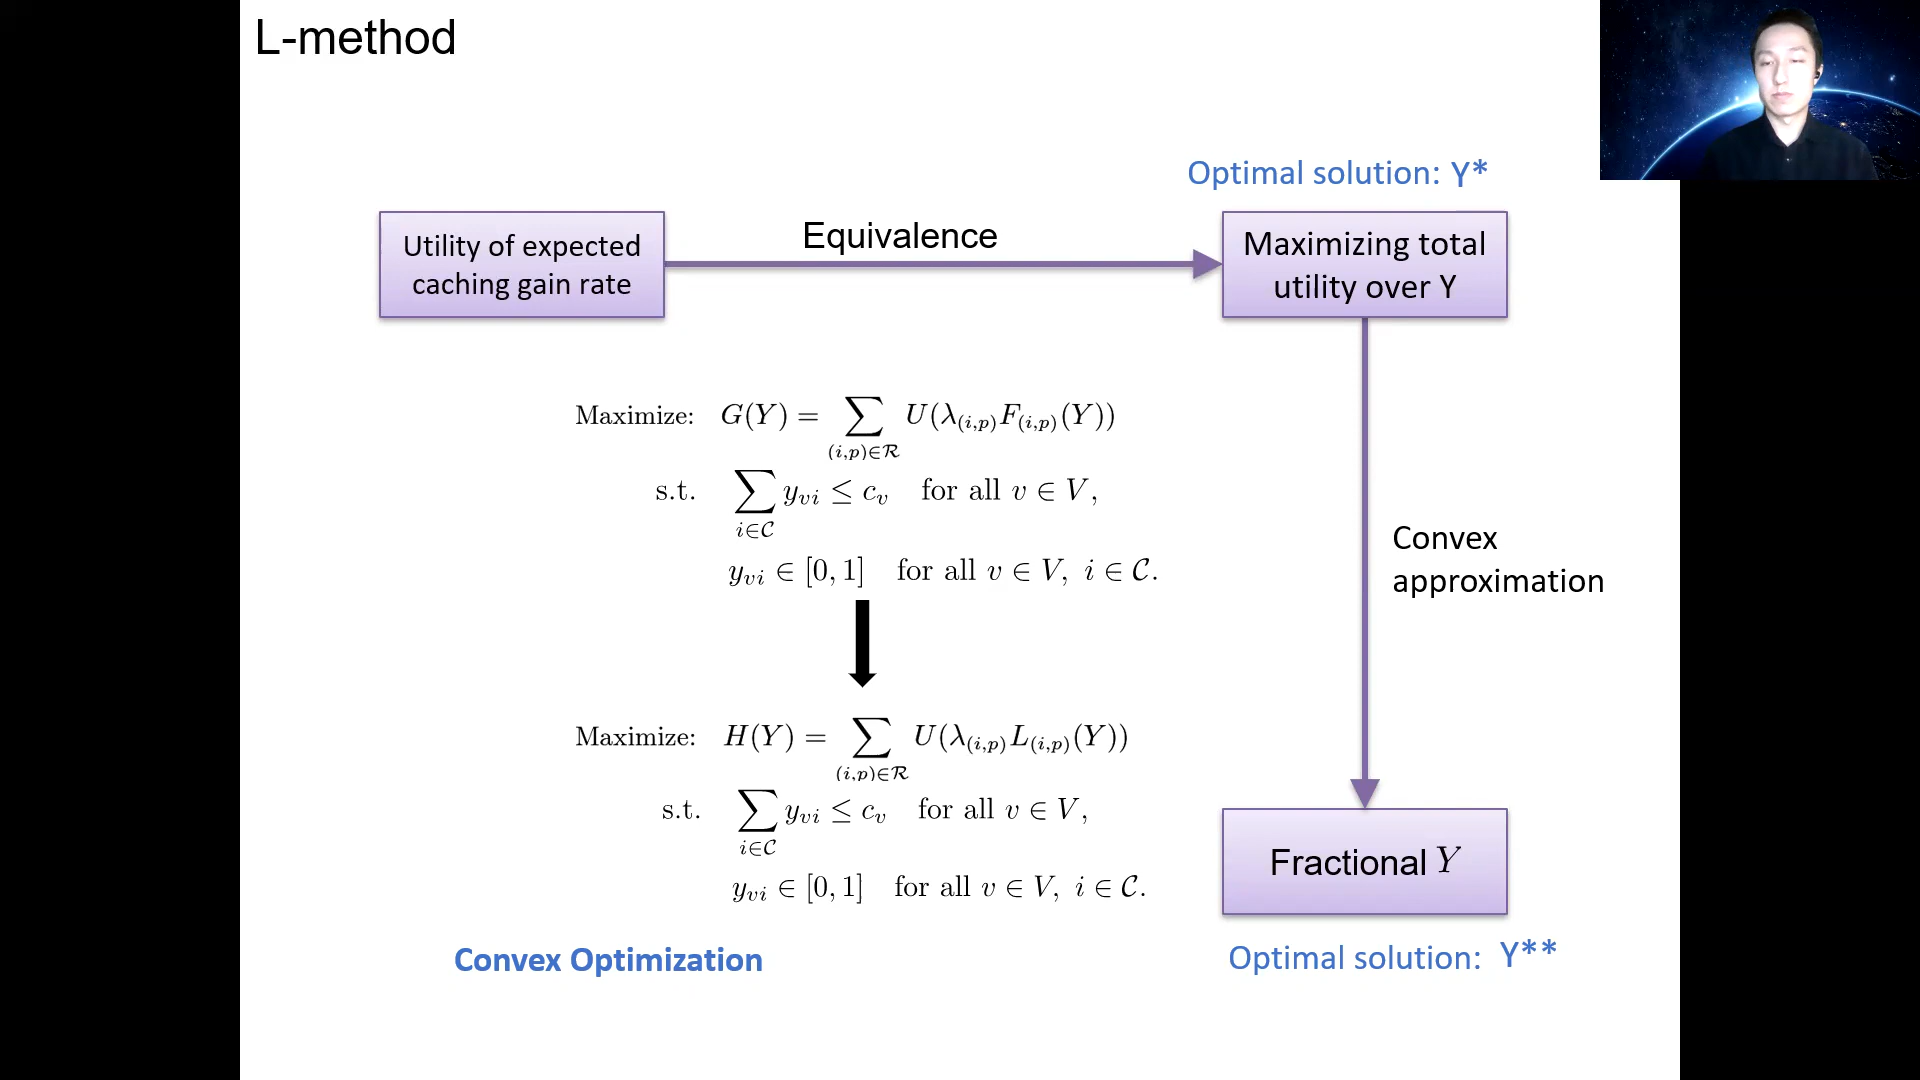 L-method
Optimal solution: Y*
Utility of expected
caching gain rate
Equivalence
Maximizing total
utility over Y
Maximize: G(Y) = ∑_{(i,p)∈ℛ} U(λ_{(i,p)}F_{(i,p)}(Y))
s.t. ∑_{i∈𝒞} y_{vi} ≤ c_v for all v ∈ V,
y_{vi} ∈ [0, 1] for all v ∈ V, i ∈ 𝒞.
Convex
approximation
Maximize: H(Y) = ∑_{(i,p)∈ℛ} U(λ_{(i,p)}L_{(i,p)}(Y))
s.t. ∑_{i∈𝒞} y_{vi} ≤ c_v for all v ∈ V,
y_{vi} ∈ [0, 1] for all v ∈ V, i ∈ 𝒞.
Fractional Y
Convex Optimization
Optimal solution: Y**